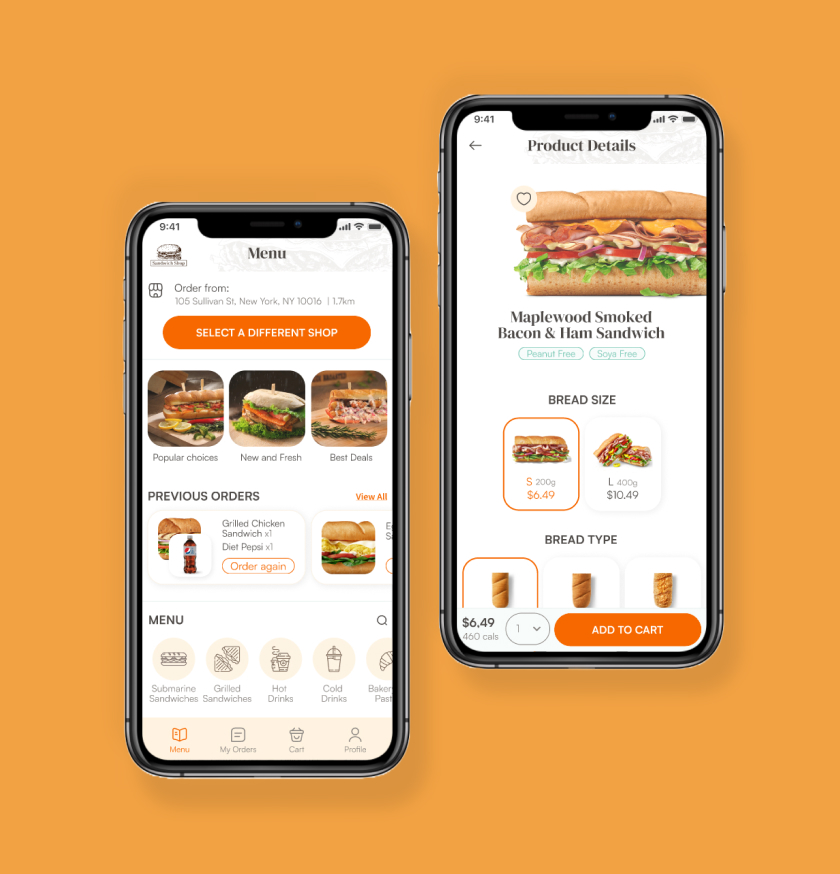 9:41
Sandwich Shop
Menu
Order from:
105 Sullivan St, New York, NY 10016 | 1,7km
SELECT A DIFFERENT SHOP
Popular choices
New and Fresh
Best Deals
PREVIOUS ORDERS
View All
Grilled Chicken
Sandwich x1
Diet Pepsi x1
Order again
MENU
Submarine
Sandwiches
Grilled
Sandwiches
Hot
Drinks
Cold
Drinks
Menu
My Orders
Cart
Profile
9:41
Product Details
Maplewood Smoked
Bacon & Ham Sandwich
Peanut Free
Soya Free
BREAD SIZE
S 200g
$6.49
L 400g
$10.49
BREAD TYPE
$6,49
460 cals
1
ADD TO CART